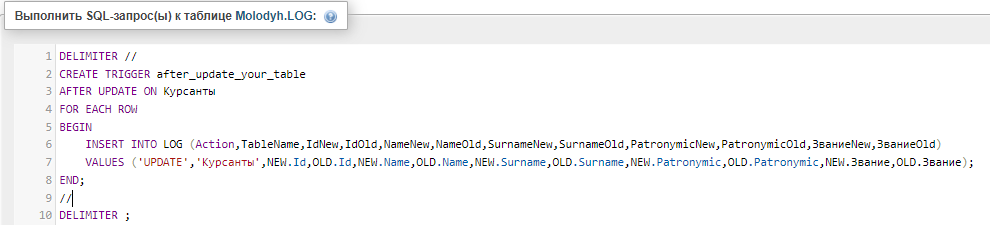 Выполнить SQL-запрос(ы) к таблице Molodyh.LOG:
1 DELIMITER //
2 CREATE TRIGGER after_update_your_table
3 AFTER UPDATE ON Курсанты
4 FOR EACH ROW
5 BEGIN
6 INSERT INTO LOG (Action,TableName,IdNew,IdOld,NameNew,NameOld,SurnameNew,SurnameOld,PatronymicNew,PatronymicOld,ЗваниеNew,ЗваниеOld)
7 VALUES ('UPDATE','Курсанты',NEW.Id,OLD.Id,NEW.Name,OLD.Name,NEW.Surname,OLD.Surname,NEW.Patronymic,OLD.Patronymic,NEW.Звание,OLD.Звание);
8 END;
9 //
10 DELIMITER ;